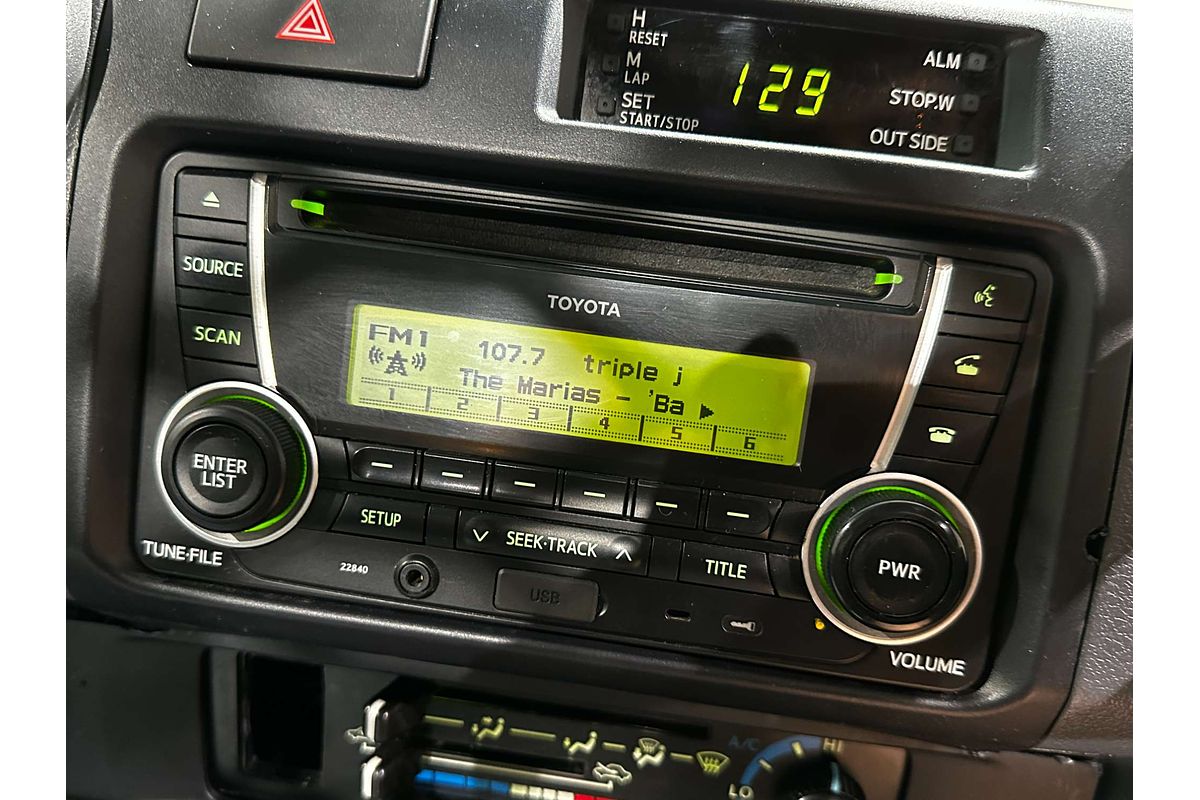 H
RESET
M
LAP
SET
START/STOP
129
ALM
STOP.W
OUT SIDE
SOURCE
SCAN
TOYOTA
FM1
107.7 triple j
The Marias - 'Ba
1 2 3 4 5 6
ENTER
LIST
TUNE·FILE
SETUP
SEEK·TRACK
TITLE
PWR
VOLUME
22840
USB
A/C
HI
LO